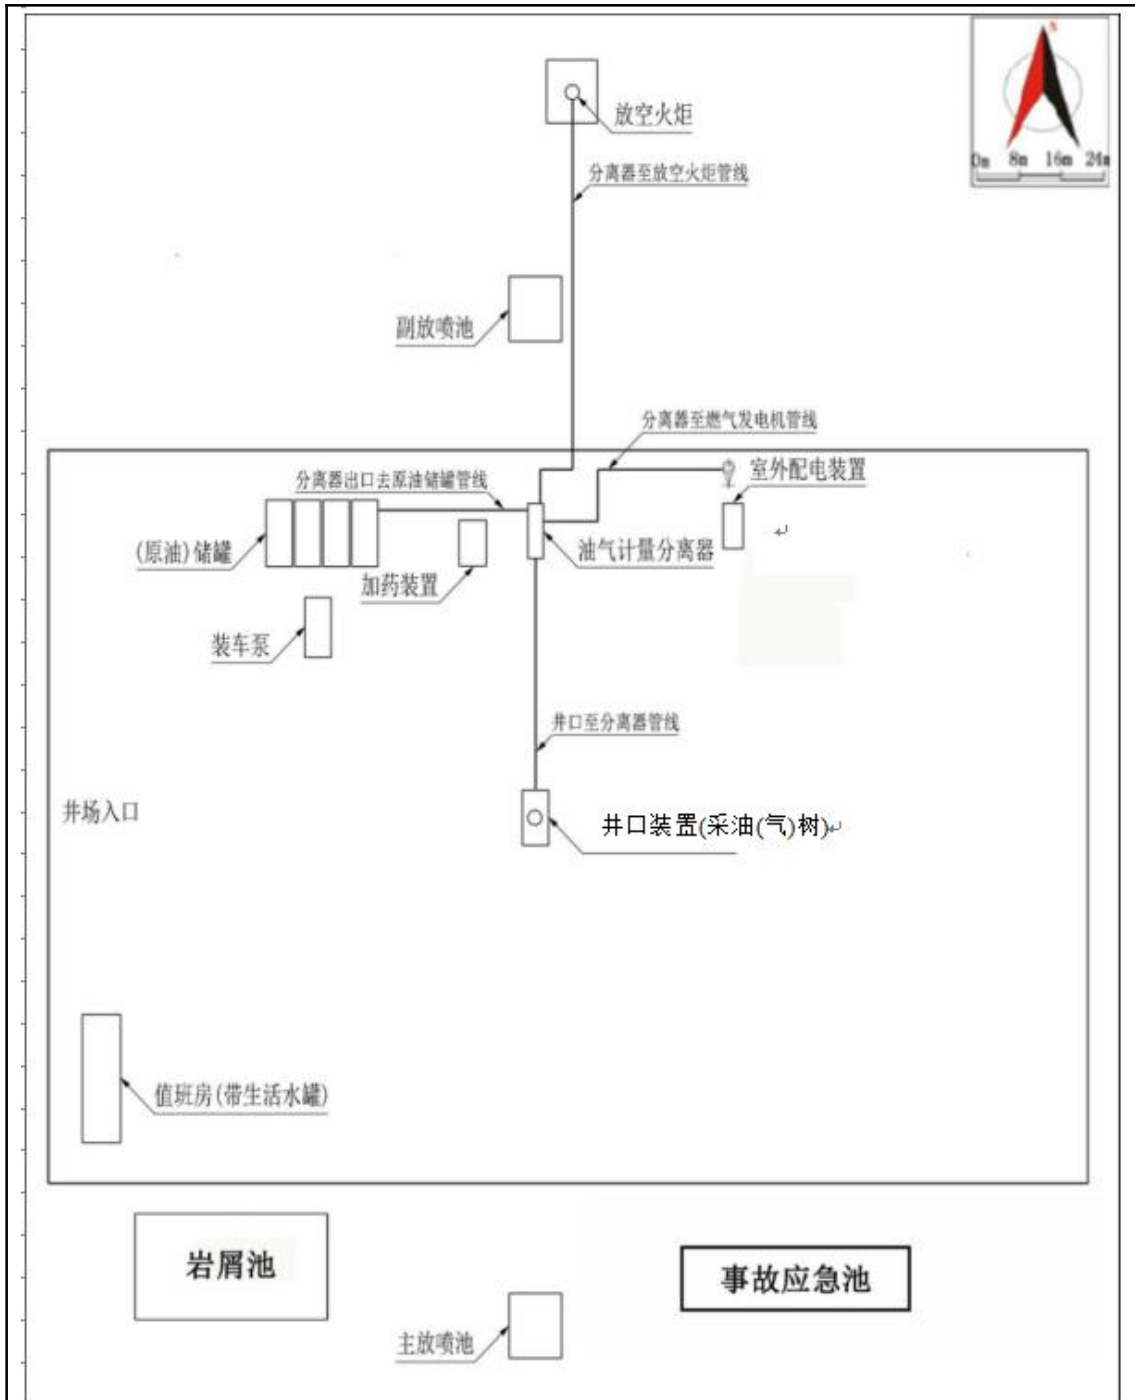 N
放空火炬
0m 8m 16m 24m
分离器至放空火炬管线
副放喷池
分离器至燃气发电机管线
分离器出口去原油储罐管线
室外配电装置
(原油)储罐
油气计量分离器
加药装置
装车泵
井口至分离器管线
井场入口
井口装置(采油(气)树)
值班房(带生活水罐)
岩屑池
事故应急池
主放喷池